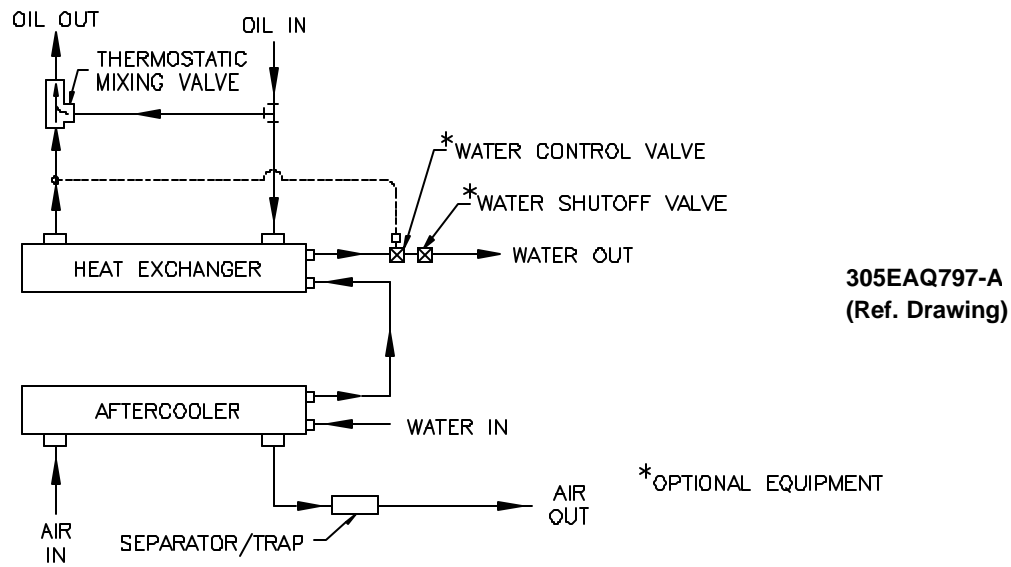 OIL OUT
OIL IN
THERMOSTATIC
MIXING VALVE
*WATER CONTROL VALVE
*WATER SHUTOFF VALVE
WATER OUT
HEAT EXCHANGER
305EAQ797-A
(Ref. Drawing)
AFTERCOOLER
WATER IN
*OPTIONAL EQUIPMENT
AIR
OUT
AIR
IN
SEPARATOR/TRAP